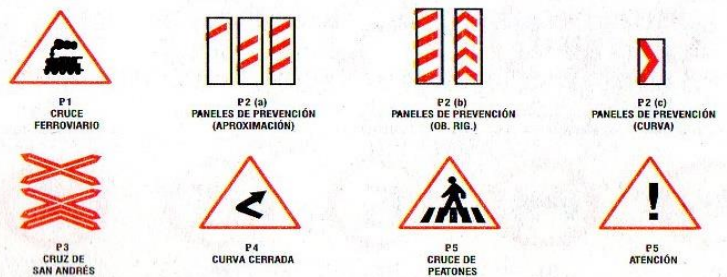 P1
CRUCE
FERROVIARIO
P2 (a)
PANELES DE PREVENCIÓN
(APROXIMACIÓN)
P2 (b)
PANELES DE PREVENCIÓN
(OB. RIG.)
P2 (c)
PANELES DE PREVENCIÓN
(CURVA)
P3
CRUZ DE
SAN ANDRÉS
P4
CURVA CERRADA
P5
CRUCE DE
PEATONES
P5
ATENCIÓN